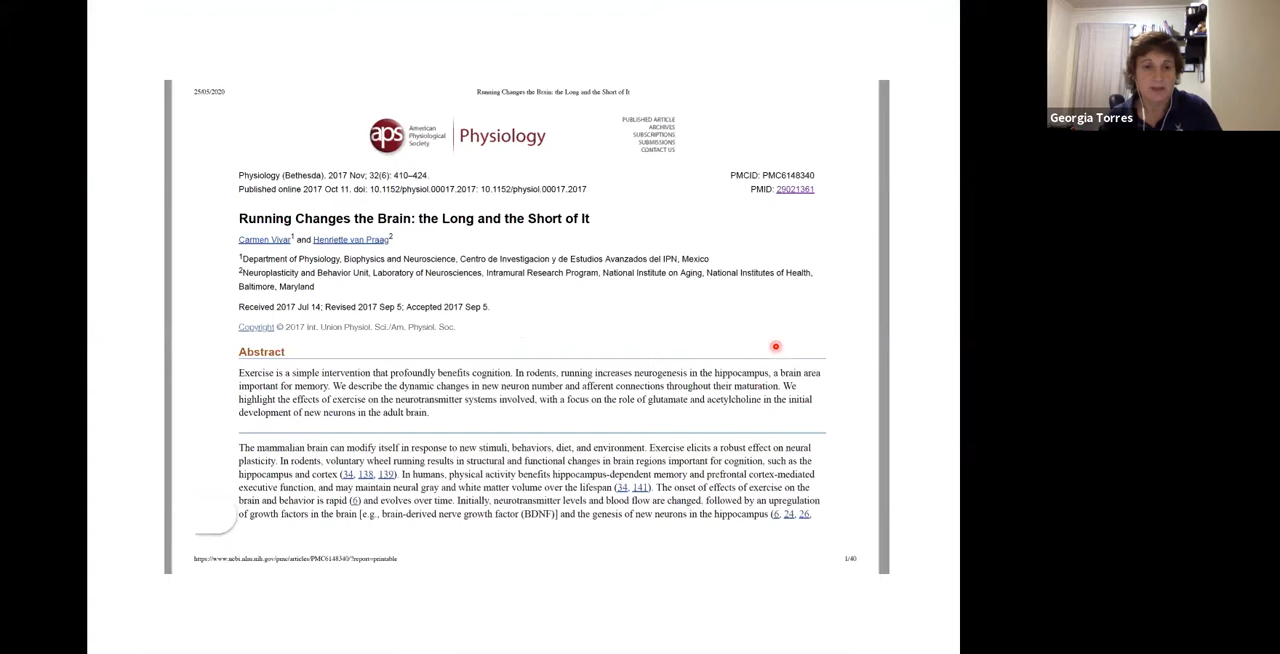 25/05/2020
Running Changes the Brain: the Long and the Short of It
Georgia Torres
aps
American
Physiological
Society
Physiology
PUBLISHED ARTICLE
ARCHIVES
SUBSCRIPTIONS
SUBMISSIONS
CONTACT US
Physiology (Bethesda). 2017 Nov; 32(6): 410–424.
PMCID: PMC6148340
Published online 2017 Oct 11. doi: 10.1152/physiol.00017.2017: 10.1152/physiol.00017.2017
PMID: 29021361
Running Changes the Brain: the Long and the Short of It
Carmen Vivar1 and Henriette van Praag2
1Department of Physiology, Biophysics and Neuroscience, Centro de Investigacion y de Estudios Avanzados del IPN, Mexico
2Neuroplasticity and Behavior Unit, Laboratory of Neurosciences, Intramural Research Program, National Institute on Aging, National Institutes of Health,
Baltimore, Maryland
Received 2017 Jul 14; Revised 2017 Sep 5; Accepted 2017 Sep 5.
Copyright © 2017 Int. Union Physiol. Sci./Am. Physiol. Soc.
Abstract
Exercise is a simple intervention that profoundly benefits cognition. In rodents, running increases neurogenesis in the hippocampus, a brain area
important for memory. We describe the dynamic changes in new neuron number and afferent connections throughout their maturation. We
highlight the effects of exercise on the neurotransmitter systems involved, with a focus on the role of glutamate and acetylcholine in the initial
development of new neurons in the adult brain.
The mammalian brain can modify itself in response to new stimuli, behaviors, diet, and environment. Exercise elicits a robust effect on neural
plasticity. In rodents, voluntary wheel running results in structural and functional changes in brain regions important for cognition, such as the
hippocampus and cortex (34, 138, 139). In humans, physical activity benefits hippocampus-dependent memory and prefrontal cortex-mediated
executive function, and may maintain neural gray and white matter volume over the lifespan (34, 141). The onset of effects of exercise on the
brain and behavior is rapid (6) and evolves over time. Initially, neurotransmitter levels and blood flow are changed, followed by an upregulation
of growth factors in the brain [e.g., brain-derived nerve growth factor (BDNF)] and the genesis of new neurons in the hippocampus (6, 24, 26,
https://www.ncbi.nlm.nih.gov/pmc/articles/PMC6148340/?report=printable
1/40